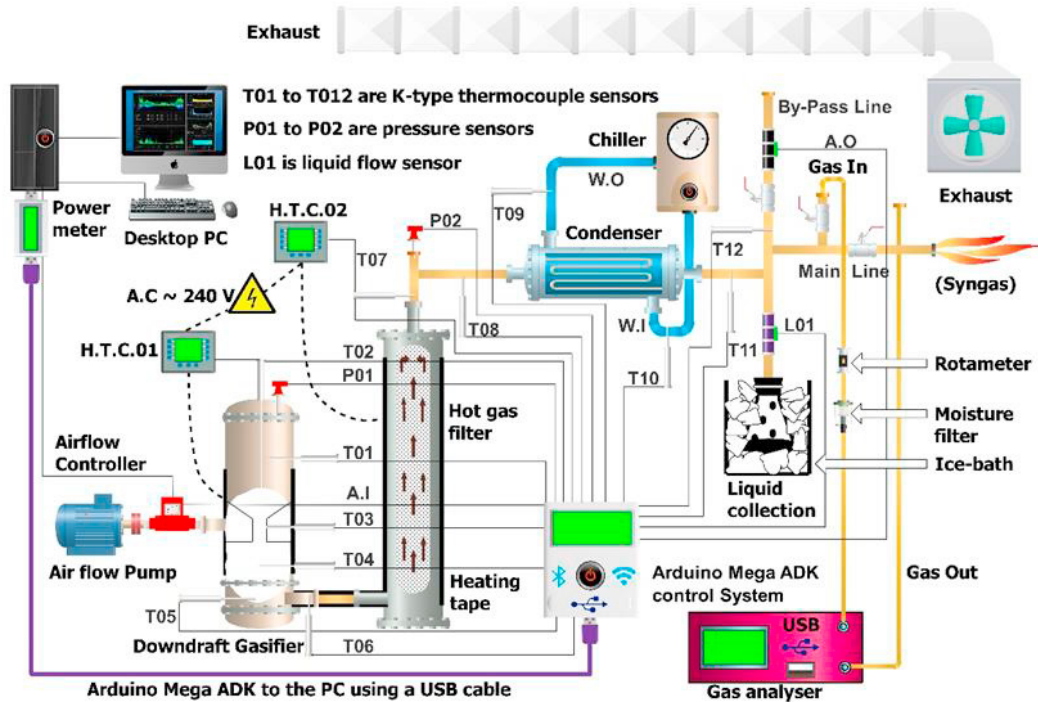 Exhaust
T01 to T012 are K-type thermocouple sensors
P01 to P02 are pressure sensors
L01 is liquid flow sensor
By-Pass Line
Chiller
A.O
Gas In
W.O
Exhaust
Power
meter
Desktop PC
H.T.C.02
P02
T09
Condenser
T12
T07
Main
Line
(Syngas)
A.C ~ 240 V
T08
W.I
L01
H.T.C.01
T02
T11
P01
T10
Rotameter
Hot gas
filter
Moisture
filter
Airflow
Controller
T01
Ice-bath
A.I
Liquid
collection
T03
Air flow Pump
T04
Heating
tape
Arduino Mega ADK
control System
Gas Out
T05
T06
Downdraft Gasifier
USB
Arduino Mega ADK to the PC using a USB cable
Gas analyser